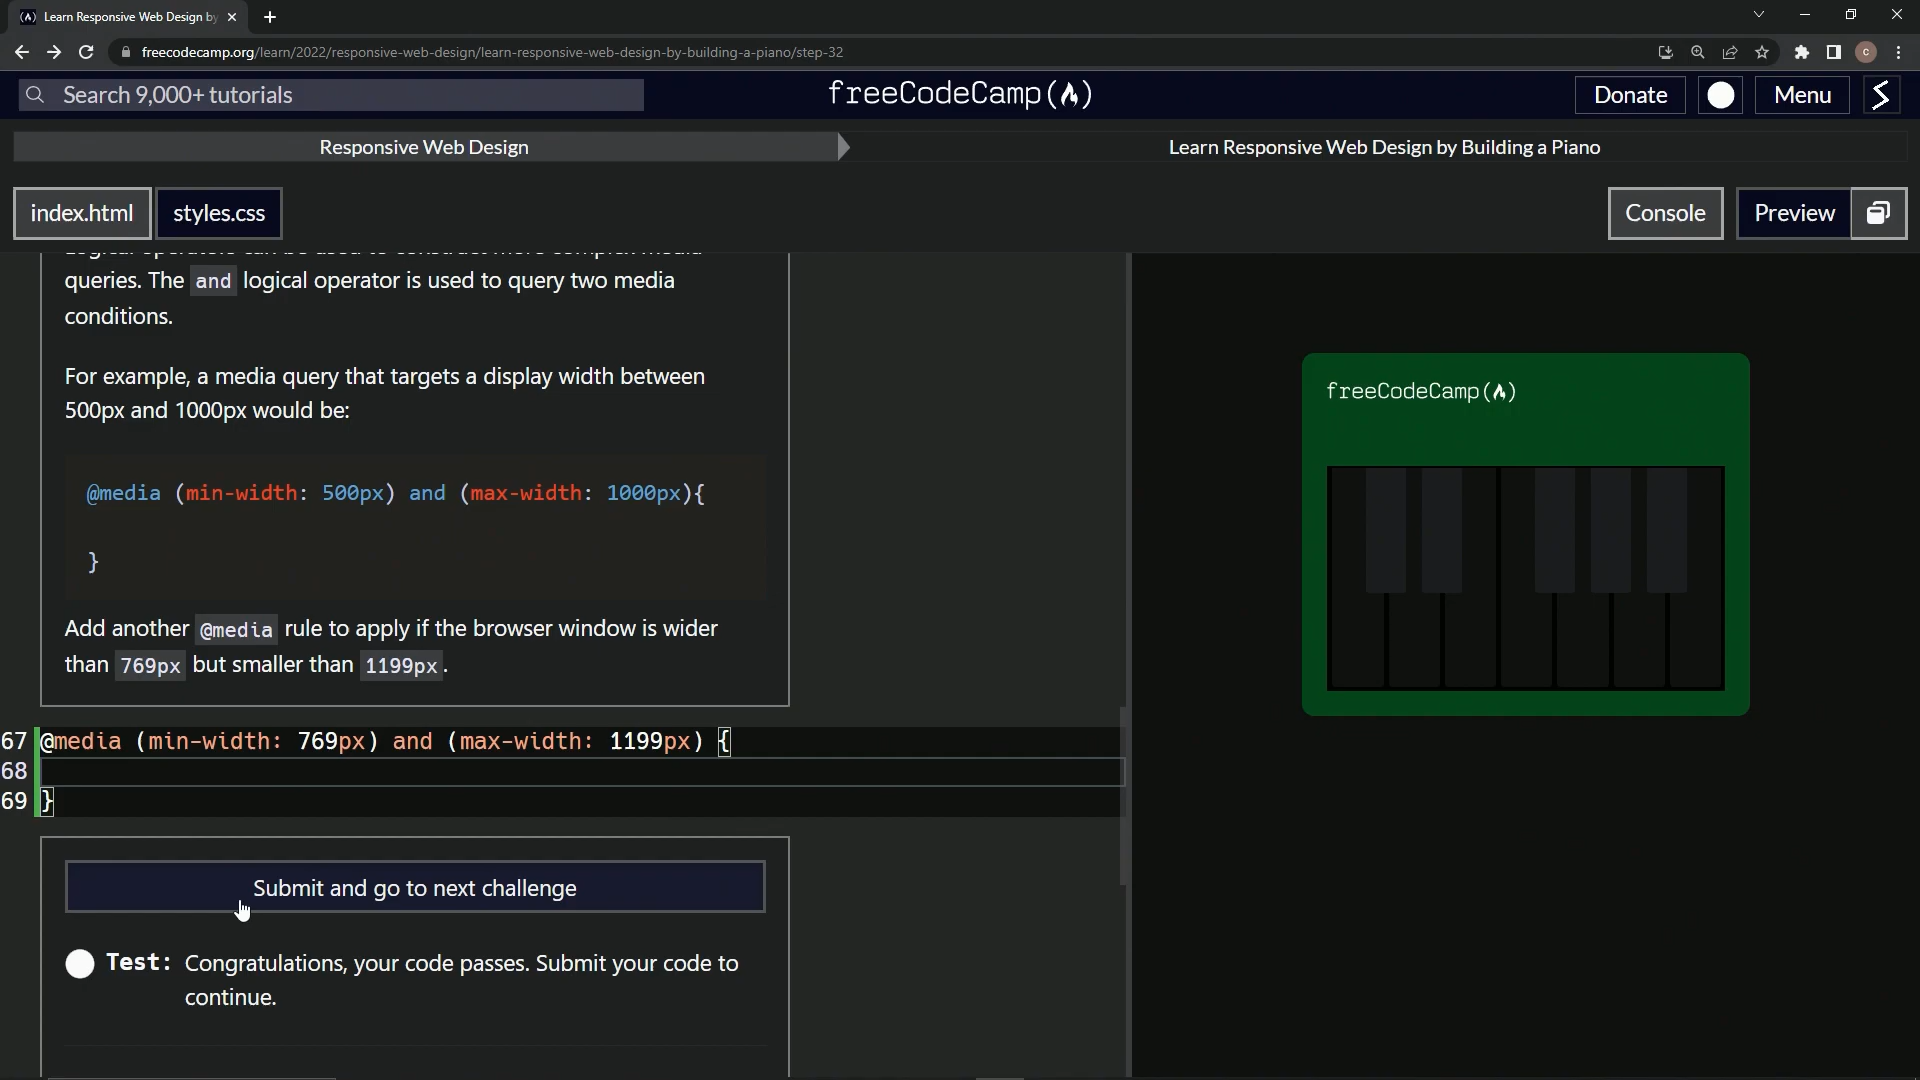 Learn Responsive Web Design by
freecodecamp.org/learn/2022/responsive-web-design/learn-responsive-web-design-by-building-a-piano/step-32
C
Search 9,000+ tutorials
freeCodeCamp
Donate
Menu
Responsive Web Design
Learn Responsive Web Design by Building a Piano
index.html
styles.css
Console
Preview
queries. The and logical operator is used to query two media
conditions.
For example, a media query that targets a display width between
500px and 1000px would be:
@media (min-width: 500px) and (max-width: 1000px){
}
Add another @media rule to apply if the browser window is wider
than 769px but smaller than 1199px.
67 @media (min-width: 769px) and (max-width: 1199px) {
68
69 }
Submit and go to next challenge
Test: Congratulations, your code passes. Submit your code to
continue.
freeCodeCamp